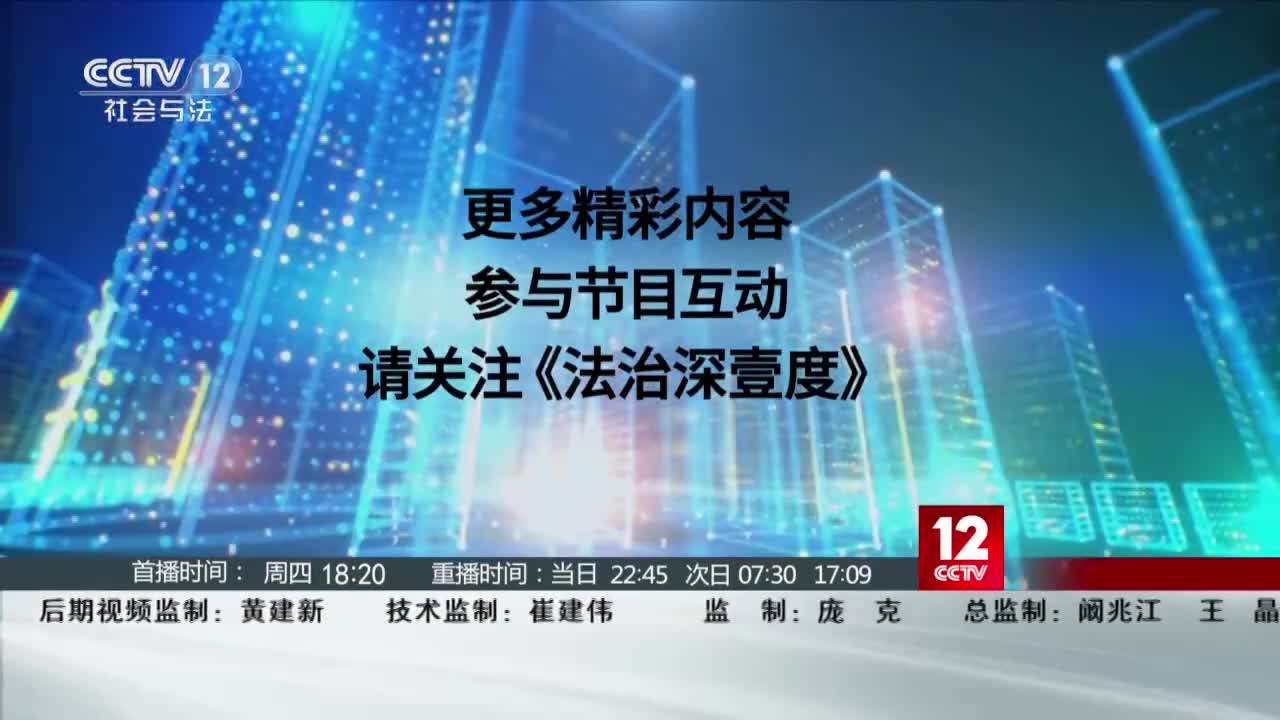 CCTV 12
社会与法
更多精彩内容
参与节目互动
请关注《法治深壹度》
12
CCTV
首播时间： 周四 18:20 重播时间：当日 22:45 次日 07:30 17:09
后期视频监制：黄建新 技术监制：崔建伟 监 制：庞 克 总监制：阚兆江 王 晶